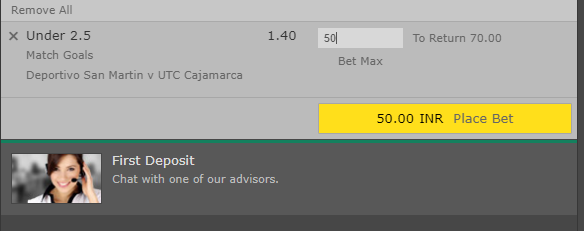 Remove All
Under 2.5 1.40 50 To Return 70.00
Match Goals Bet Max
Deportivo San Martin v UTC Cajamarca
50.00 INR Place Bet
First Deposit
Chat with one of our advisors.